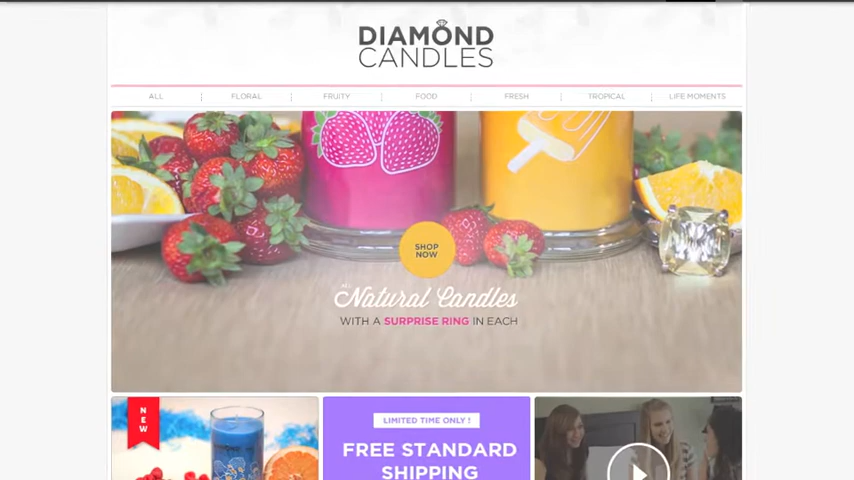 DIAMOND
CANDLES
ALL
FLORAL
FRUITY
FOOD
FRESH
TROPICAL
LIFE MOMENTS
SHOP
NOW
Natural Candles
WITH A SURPRISE RING IN EACH
NEW
LIMITED TIME ONLY !
FREE STANDARD
SHIPPING